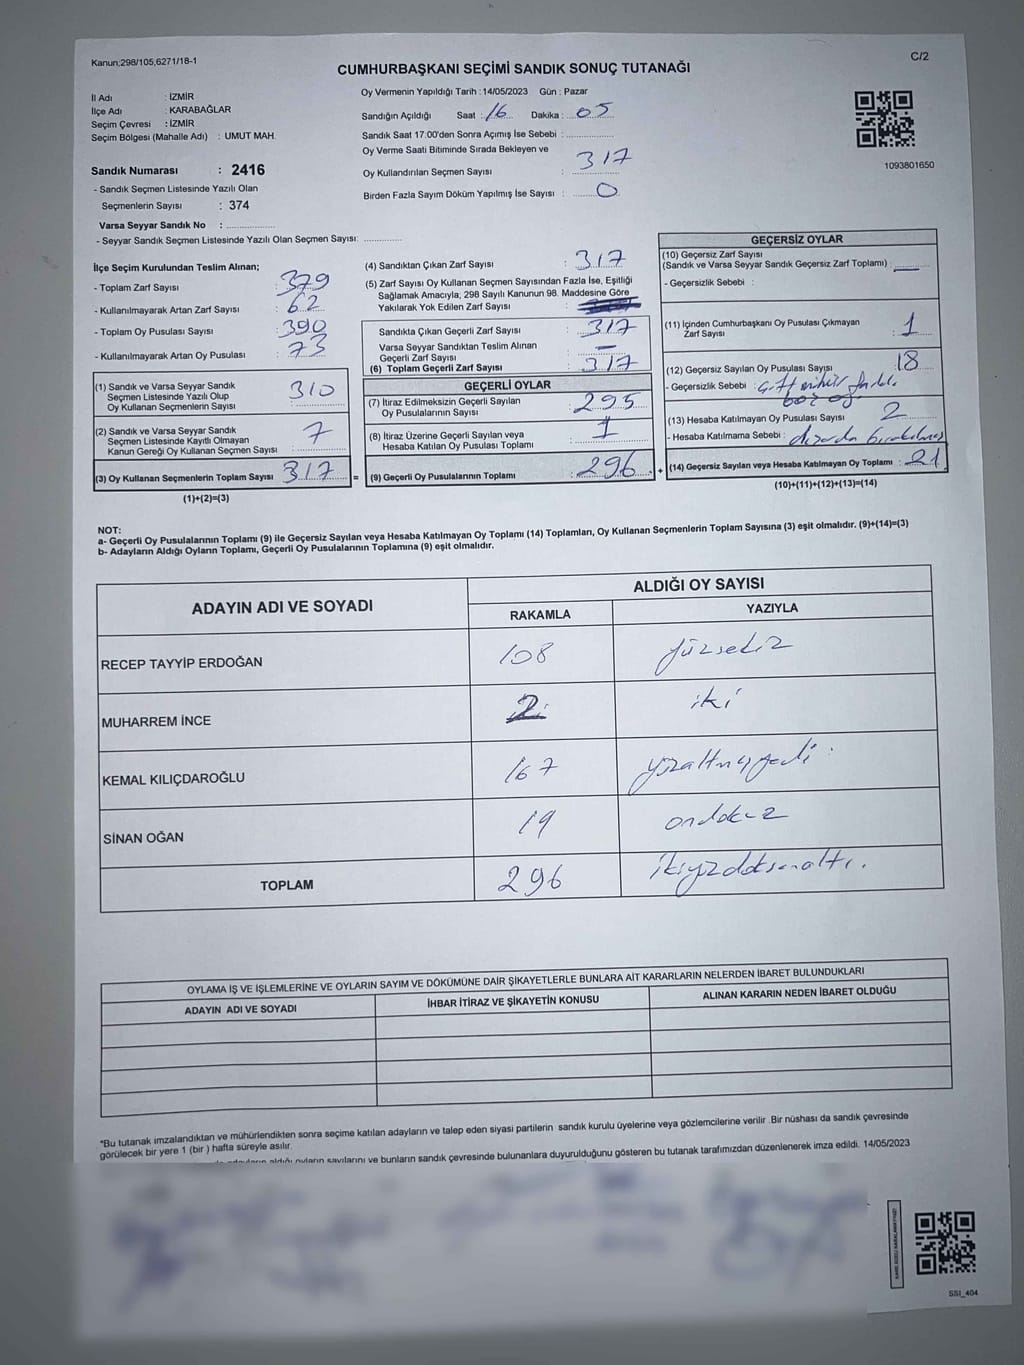 Kanun;298/105,6271/18-1
C/2
CUMHURBAŞKANI SEÇİMİ SANDIK SONUÇ TUTANAĞI
İl Adı : İZMİR
İlçe Adı : KARABAĞLAR
Seçim Çevresi : İZMİR
Seçim Bölgesi (Mahalle Adı) : UMUT MAH.
Sandık Numarası : 2416
- Sandık Seçmen Listesinde Yazılı Olan
Seçmenlerin Sayısı : 374
Varsa Seyyar Sandık No :
- Seyyar Sandık Seçmen Listesinde Yazılı Olan Seçmen Sayısı:
Oy Vermenin Yapıldığı Tarih : 14/05/2023 Gün : Pazar
Sandığın Açıldığı Saat : 16 Dakika : 05
Sandık Saat 17:00'den Sonra Açımış İse Sebebi :
Oy Verme Saati Bitiminde Sırada Bekleyen ve
Oy Kullandırılan Seçmen Sayısı : 317
Birden Fazla Sayım Döküm Yapılmış İse Sayısı : 0
1093801650
İlçe Seçim Kurulundan Teslim Alınan;
- Toplam Zarf Sayısı : 379
- Kullanılmayarak Artan Zarf Sayısı : 62
- Toplam Oy Pusulası Sayısı : 390
- Kullanılmayarak Artan Oy Pusulası : 73
(1) Sandık ve Varsa Seyyar Sandık
Seçmen Listesinde Yazılı Olup
Oy Kullanan Seçmenlerin Sayısı 310
(2) Sandık ve Varsa Seyyar Sandık
Seçmen Listesinde Kayıtlı Olmayan
Kanun Gereği Oy Kullanan Seçmen Sayısı : 7
(3) Oy Kullanan Seçmenlerin Toplam Sayısı 317 =
(1)+(2)=(3)
(4) Sandıktan Çıkan Zarf Sayısı : 317
(5) Zarf Sayısı Oy Kullanan Seçmen Sayısından Fazla İse, Eşitliği
Sağlamak Amacıyla; 298 Sayılı Kanunun 98. Maddesine Göre
Yakılarak Yok Edilen Zarf Sayısı :
Sandıkta Çıkan Geçerli Zarf Sayısı : 317
Varsa Seyyar Sandıktan Teslim Alınan
Geçerli Zarf Sayısı : —
(6) Toplam Geçerli Zarf Sayısı : 317
GEÇERLİ OYLAR
(7) İtiraz Edilmeksizin Geçerli Sayılan
Oy Pusulalarının Sayısı : 295
(8) İtiraz Üzerine Geçerli Sayılan veya
Hesaba Katılan Oy Pusulası Toplamı : 1
(9) Geçerli Oy Pusulalarının Toplamı : 296 +
GEÇERSİZ OYLAR
(10) Geçersiz Zarf Sayısı
(Sandık ve Varsa Seyyar Sandık Geçersiz Zarf Toplamı) : —
- Geçersizlik Sebebi :
(11) İçinden Cumhurbaşkanı Oy Pusulası Çıkmayan
Zarf Sayısı : 1
(12) Geçersiz Sayılan Oy Pusulası Sayısı : 18
- Geçersizlik Sebebi : çift mühür
boş oy
(13) Hesaba Katılmayan Oy Pusulası Sayısı : 2
- Hesaba Katılmama Sebebi : dışarda bırakılmış
(14) Geçersiz Sayılan veya Hesaba Katılmayan Oy Toplamı : 21
(10)+(11)+(12)+(13)=(14)
NOT:
a- Geçerli Oy Pusulalarının Toplamı (9) ile Geçersiz Sayılan veya Hesaba Katılmayan Oy Toplamı (14) Toplamları, Oy Kullanan Seçmenlerin Toplam Sayısına (3) eşit olmalıdır. (9)+(14)=(3)
b- Adayların Aldığı Oyların Toplamı, Geçerli Oy Pusulalarının Toplamına (9) eşit olmalıdır.
ADAYIN ADI VE SOYADI
ALDIĞI OY SAYISI
RAKAMLA YAZIYLA
RECEP TAYYİP ERDOĞAN 108 yüzsekiz
MUHARREM İNCE 2 iki
KEMAL KILIÇDAROĞLU 167 yüzaltmışyedi
SİNAN OĞAN 19 ondokuz
TOPLAM 296 ikiyüzdoksanaltı.
OYLAMA İŞ VE İŞLEMLERİNE VE OYLARIN SAYIM VE DÖKÜMÜNE DAİR ŞİKAYETLERLE BUNLARA AİT KARARLARIN NELERDEN İBARET BULUNDUKLARI
ADAYIN ADI VE SOYADI İHBAR İTİRAZ VE ŞİKAYETİN KONUSU ALINAN KARARIN NEDEN İBARET OLDUĞU
*Bu tutanak imzalandıktan ve mühürlendikten sonra seçime katılan adayların ve talep eden siyasi partilerin sandık kurulu üyelerine veya gözlemcilerine verilir .Bir nüshası da sandık çevresinde
görülecek bir yere 1 (bir ) hafta süreyle asılır.
aldığı oyların sayılarını ve bunların sandık çevresinde bulunanlara duyurulduğunu gösteren bu tutanak tarafımızdan düzenlenerek imza edildi. 14/05/2023
SSI_404